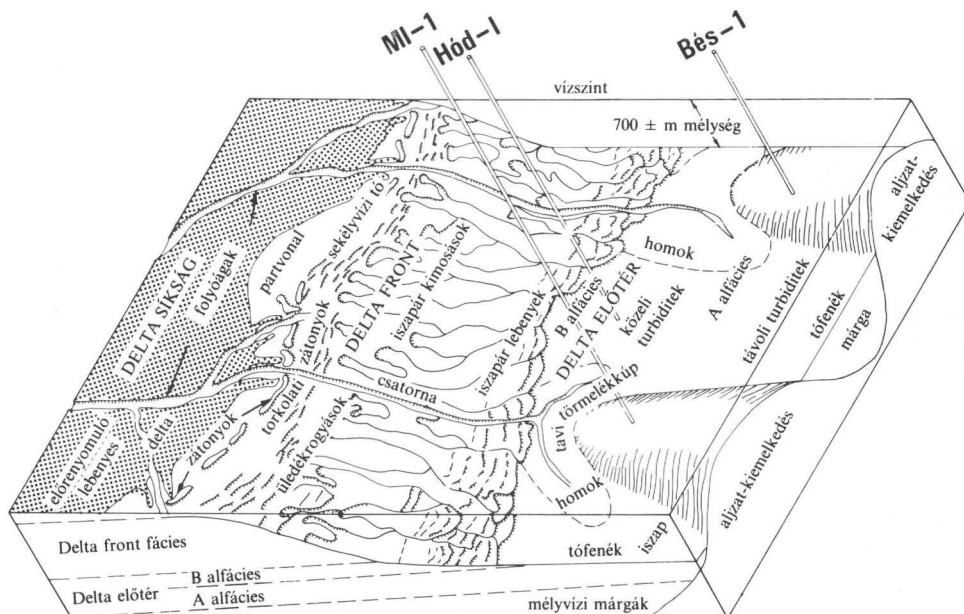 Ml-1
Hód-I
Bés-1
vízszint
700 ± m mélység
aljzat-
kiemelkedés
DELTA SÍKSÁG
folyóágak
partvonal
sekélyvizi tó
DELTA FRONT
iszapár kimosások
homok
A alfácies
B alfácies
közeli
turbiditek
DELTA ELŐTÉR
távoli turbiditek
tófenék
márga
iszapár lebenyek
zátonyok
torkolati
csatorna
tavi törmelékkúp
előrenyomuló
lebenyes
delta
zátonyok
üledékrogyások
homok
iszap
aljzat-kiemelkedés
Delta front fácies
tófenék
B alfácies
Delta előtér
A alfácies
mélyvízi márgák